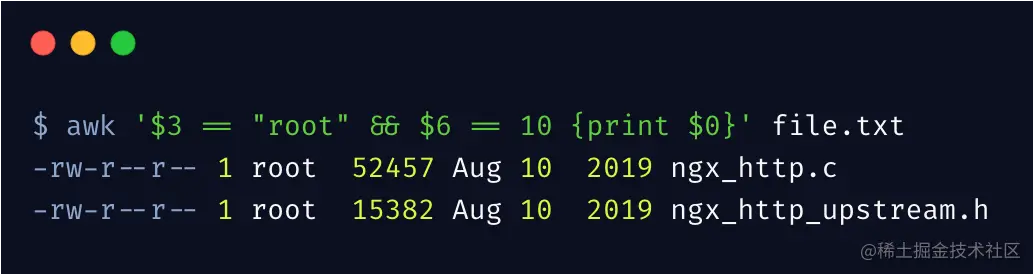 $ awk '$3 == "root" && $6 == 10 {print $0}' file.txt
-rw-r--r-- 1 root  52457 Aug 10  2019 ngx_http.c
-rw-r--r-- 1 root  15382 Aug 10  2019 ngx_http_upstream.h
@稀土掘金技术社区